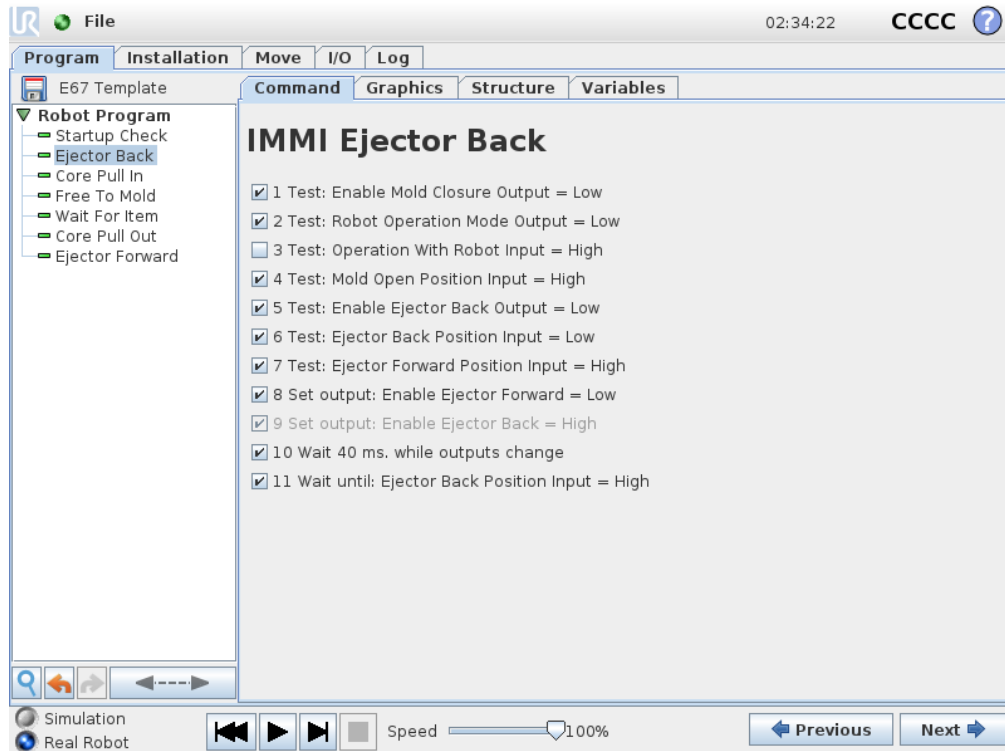 UR File 02:34:22 CCCC ?
Program Installation Move I/O Log
E67 Template
Command Graphics Structure Variables
Robot Program
Startup Check
Ejector Back
Core Pull In
Free To Mold
Wait For Item
Core Pull Out
Ejector Forward
IMMI Ejector Back
1 Test: Enable Mold Closure Output = Low
2 Test: Robot Operation Mode Output = Low
3 Test: Operation With Robot Input = High
4 Test: Mold Open Position Input = High
5 Test: Enable Ejector Back Output = Low
6 Test: Ejector Back Position Input = Low
7 Test: Ejector Forward Position Input = High
8 Set output: Enable Ejector Forward = Low
9 Set output: Enable Ejector Back = High
10 Wait 40 ms. while outputs change
11 Wait until: Ejector Back Position Input = High
Simulation
Real Robot
Speed 100%
Previous Next